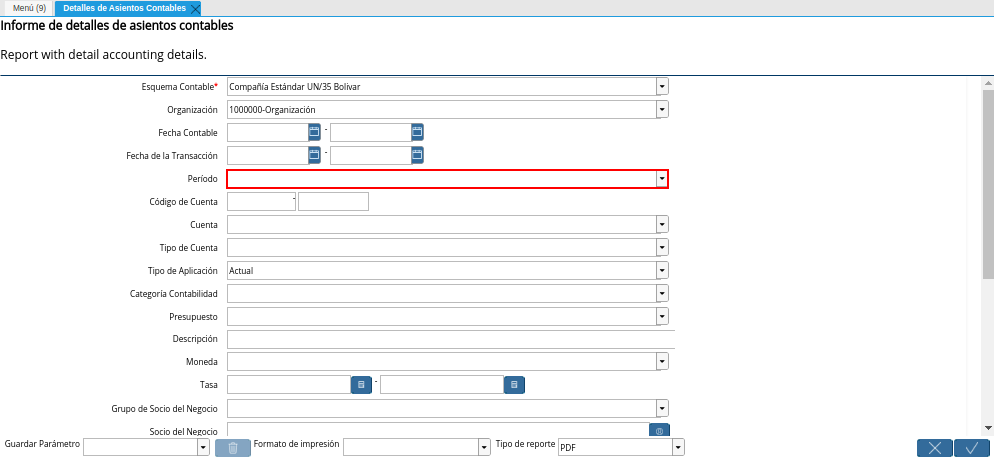 Menú (9) Detalles de Asientos Contables
Informe de detalles de asientos contables
Report with detail accounting details.
Esquema Contable* Compañía Estándar UN/35 Bolivar
Organización 1000000-Organización
Fecha Contable -
Fecha de la Transacción -
Período
Código de Cuenta -
Cuenta
Tipo de Cuenta
Tipo de Aplicación Actual
Categoría Contabilidad
Presupuesto
Descripción
Moneda
Tasa -
Grupo de Socio del Negocio
Socio del Negocio
Guardar Parámetro Formato de impresión Tipo de reporte PDF